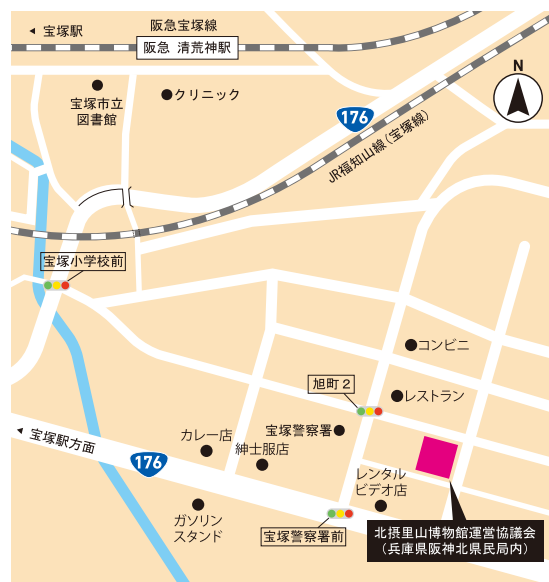 宝塚駅
阪急宝塚線
阪急 清荒神駅
宝塚市立
図書館
クリニック
N
176
JR福知山線(宝塚線)
宝塚小学校前
コンビニ
旭町2
レストラン
宝塚駅方面
176
カレー店
紳士服店
宝塚警察署
レンタル
ビデオ店
ガソリン
スタンド
宝塚警察署前
北摂里山博物館運営協議会
(兵庫県阪神北県民局内)